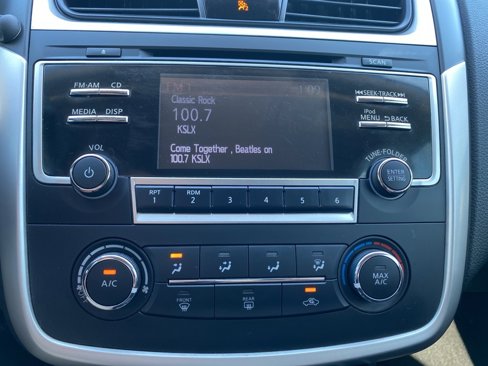 SCAN
FM·AM CD
MEDIA DISP
1:09
Classic Rock
100.7
KSLX
Come Together , Beatles on
100.7 KSLX
SEEK·TRACK
iPod
MENU BACK
VOL
TUNE·FOLDER
ENTER
SETTING
RPT RDM
1 2 3 4 5 6
A/C
FRONT
REAR
MAX
A/C